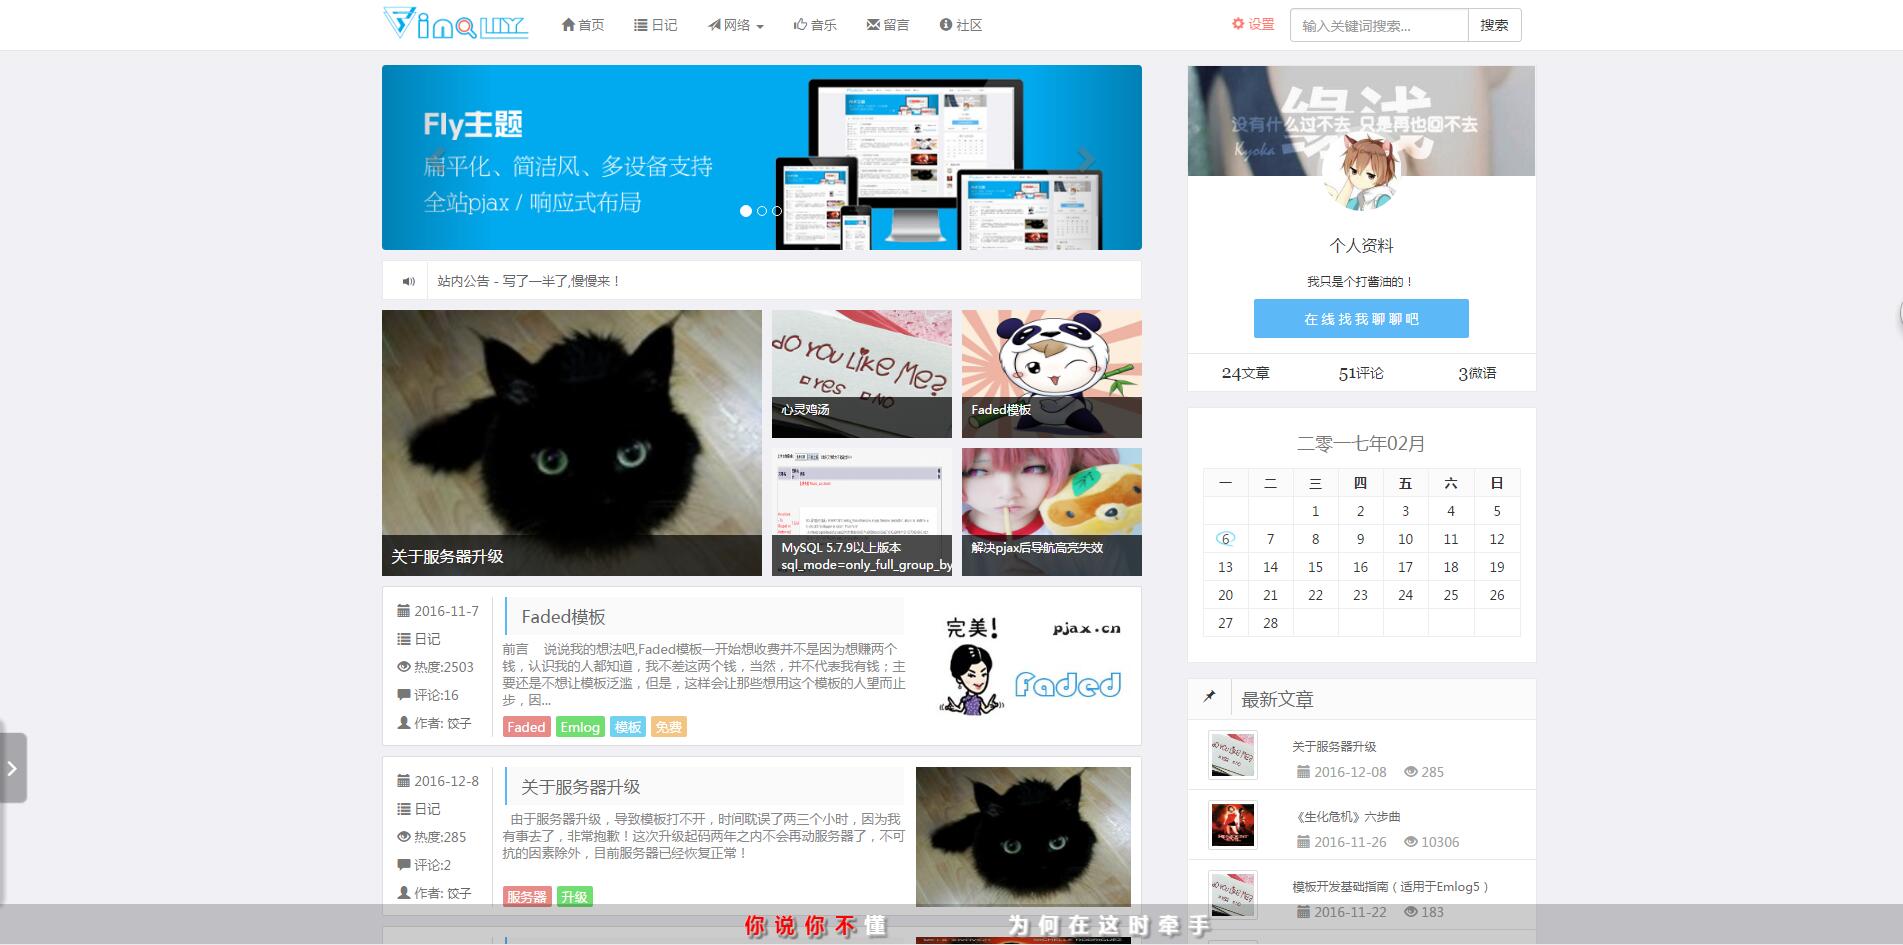 VinQLIY
首页 日记 网络 音乐 留言 社区
设置 输入关键词搜索... 搜索
Fly主题
扁平化、简洁风、多设备支持
全站pjax / 响应式布局
站内公告 - 写了一半了,慢慢来！
关于服务器升级
dO YOU LiKE ME?
YES NO
心灵鸡汤
Faded模板
MySQL 5.7.9以上版本
sql_mode=only_full_group_by
解决pjax后导航高亮失效
2016-11-7
日记
热度:2503
评论:16
作者: 饺子
Faded模板
前言 说说我的想法吧,Faded模板一开始想收费并不是因为想赚两个
钱，认识我的人都知道，我不差这两个钱，当然，并不代表我有钱；主
要还是不想让模板泛滥，但是，这样会让那些想用这个模板的人望而止
步，因...
Faded Emlog 模板 免费
完美! pjax.cn
Faded
2016-12-8
日记
热度:285
评论:2
作者: 饺子
关于服务器升级
由于服务器升级，导致模板打不开，时间耽误了两三个小时，因为我
有事去了，非常抱歉！这次升级起码两年之内不会再动服务器了，不可
抗的因素除外，目前服务器已经恢复正常！
服务器 升级
缘浅
没有什么过不去 只是再也回不去
Kyoka
个人资料
我只是个打酱油的！
在线找我聊聊吧
24文章 51评论 3微语
二零一七年02月
一 二 三 四 五 六 日
1 2 3 4 5
6 7 8 9 10 11 12
13 14 15 16 17 18 19
20 21 22 23 24 25 26
27 28
最新文章
关于服务器升级
2016-12-08 285
《生化危机》六步曲
2016-11-26 10306
模板开发基础指南（适用于Emlog5）
2016-11-22 183
你说你不懂 为何在这时牵手